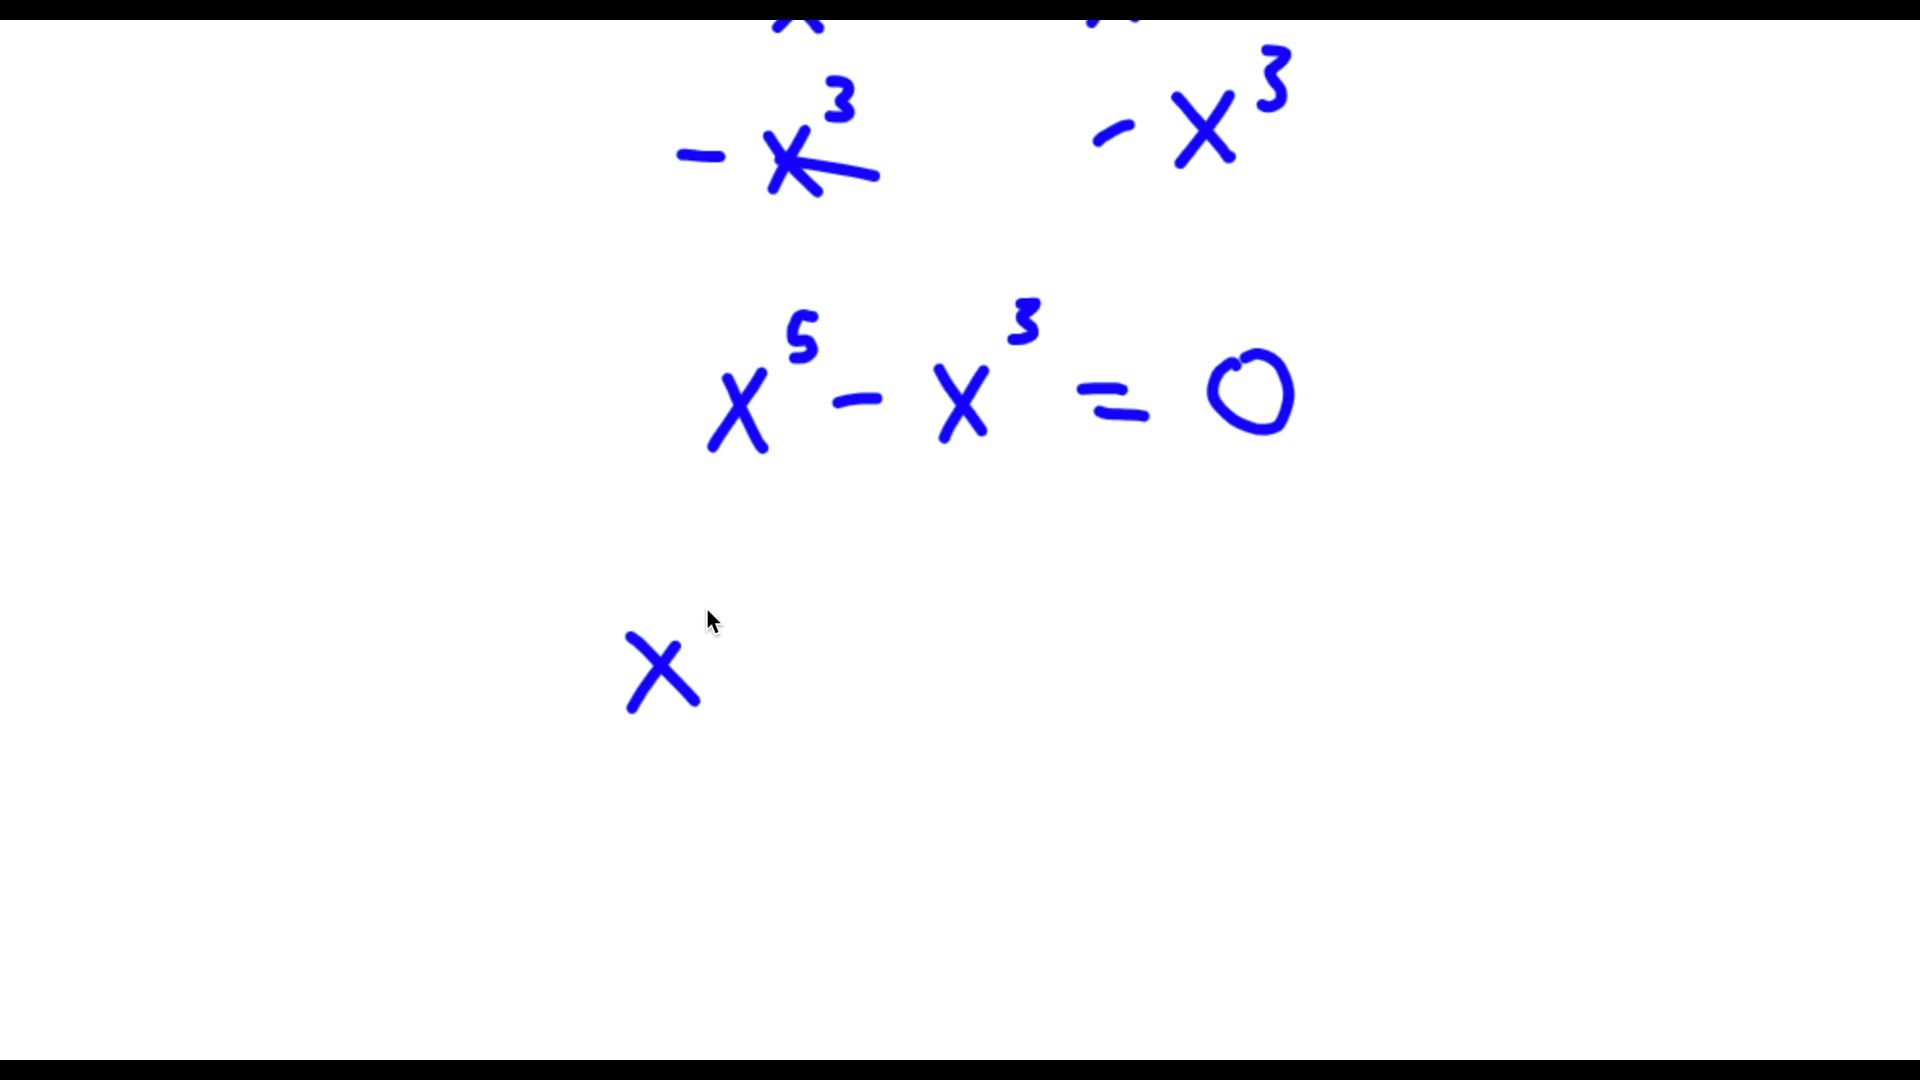 - x³ - x³
x⁵ - x³ = 0
x